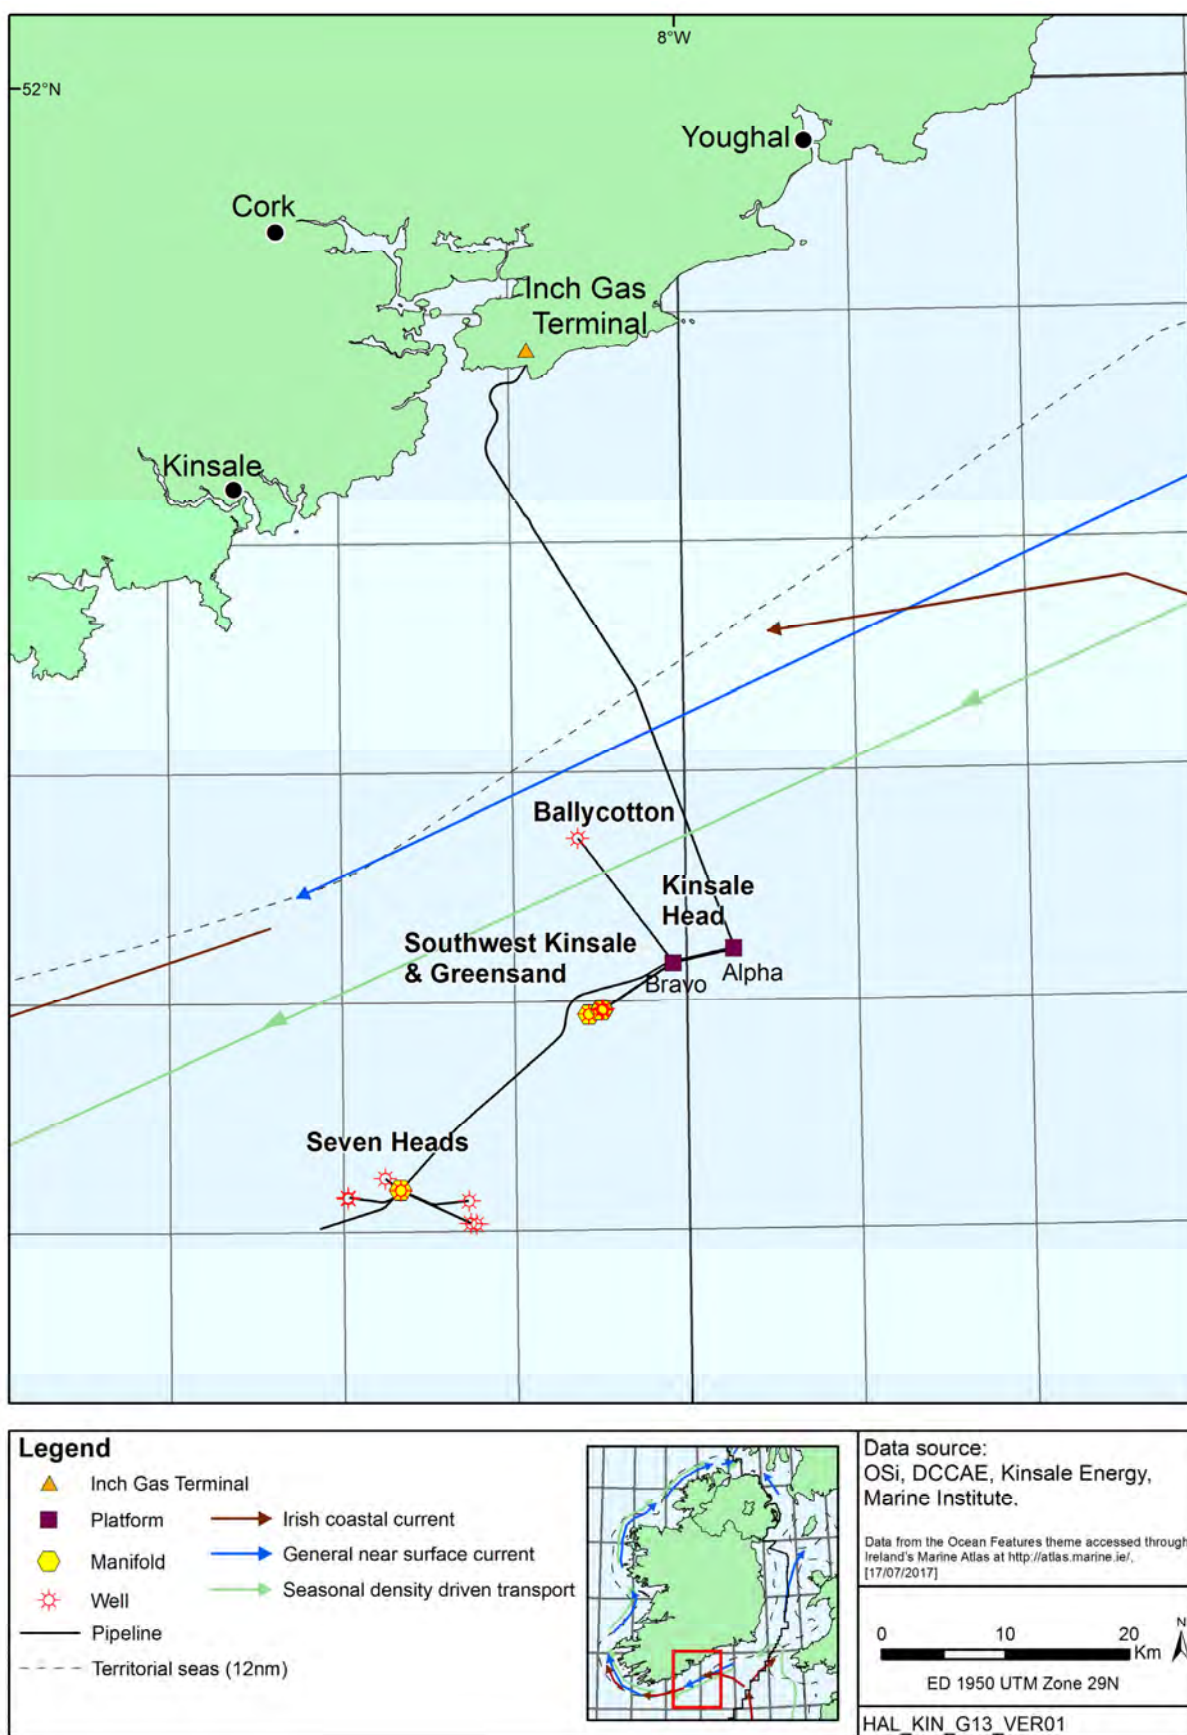 8°W
52°N
Youghal
Cork
Inch Gas
Terminal
Kinsale
Ballycotton
Kinsale
Head
Southwest Kinsale
& Greensand
Bravo
Alpha
Seven Heads
Legend
Inch Gas Terminal
Platform
Manifold
Well
Pipeline
Territorial seas (12nm)
Irish coastal current
General near surface current
Seasonal density driven transport
Data source:
OSi, DCCAE, Kinsale Energy,
Marine Institute.
Data from the Ocean Features theme accessed through
Ireland's Marine Atlas at http://atlas.marine.ie/,
[17/07/2017]
0 10 20
Km
N
ED 1950 UTM Zone 29N
HAL_KIN_G13_VER01